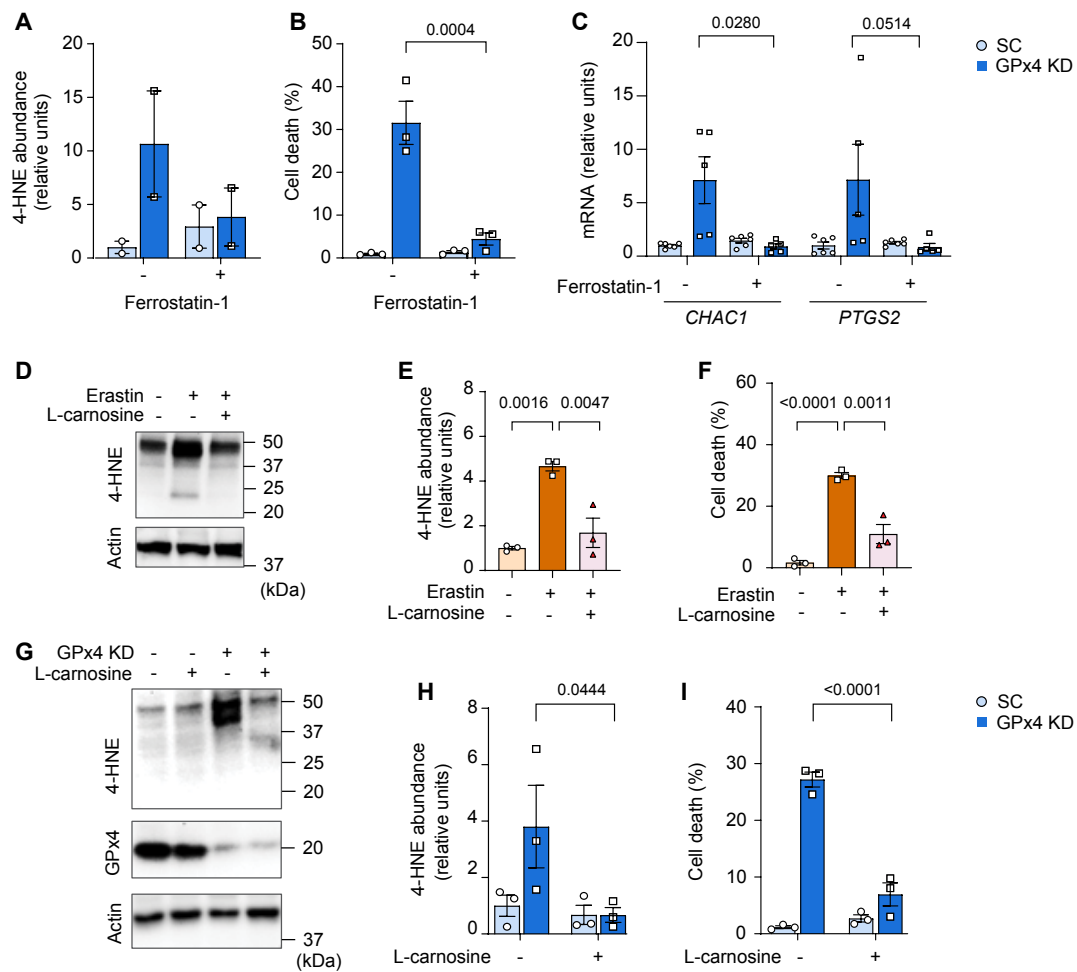 A
4-HNE abundance
(relative units)
20
15
10
5
0
- +
Ferrostatin-1
B
Cell death (%)
50
40
30
20
10
0
0.0004
- +
Ferrostatin-1
C
mRNA (relative units)
20
15
10
5
0
0.0280
0.0514
Ferrostatin-1 - + - +
CHAC1 PTGS2
SC
GPx4 KD
D
Erastin - + +
L-carnosine - - +
4-HNE
50
37
25
20
Actin
37
(kDa)
E
4-HNE abundance
(relative units)
8
6
4
2
0
0.0016 0.0047
Erastin - + +
L-carnosine - - +
F
Cell death (%)
60
40
20
0
<0.0001 0.0011
Erastin - + +
L-carnosine - - +
G
GPx4 KD - - + +
L-carnosine - + - +
4-HNE
50
37
25
20
GPx4
20
Actin
37
(kDa)
H
4-HNE abundance
(relative units)
8
6
4
2
0
0.0444
L-carnosine - +
I
Cell death (%)
40
30
20
10
0
<0.0001
L-carnosine - +
SC
GPx4 KD